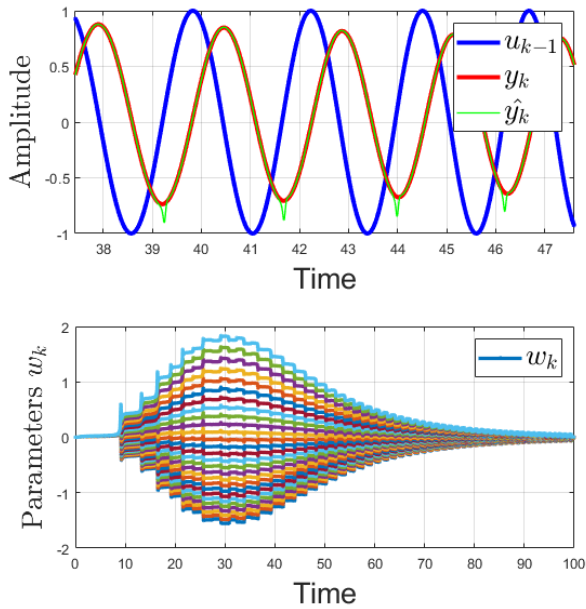 Amplitude
1
0.5
0
-0.5
-1
38 39 40 41 42 43 44 45 46 47
Time
u_{k-1}
y_k
\hat{y_k}
Parameters w_k
2
1
0
-1
-2
0 10 20 30 40 50 60 70 80 90 100
Time
w_k